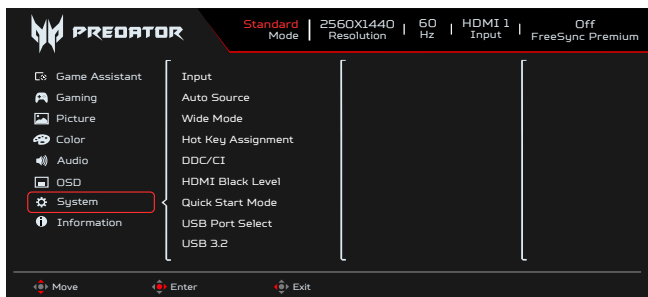 PREDATOR
Standard Mode
2560X1440 Resolution
60 Hz
HDMI 1 Input
Off FreeSync Premium
Game Assistant
Gaming
Picture
Color
Audio
OSD
System
Information
Input
Auto Source
Wide Mode
Hot Key Assignment
DDC/CI
HDMI Black Level
Quick Start Mode
USB Port Select
USB 3.2
Move
Enter
Exit